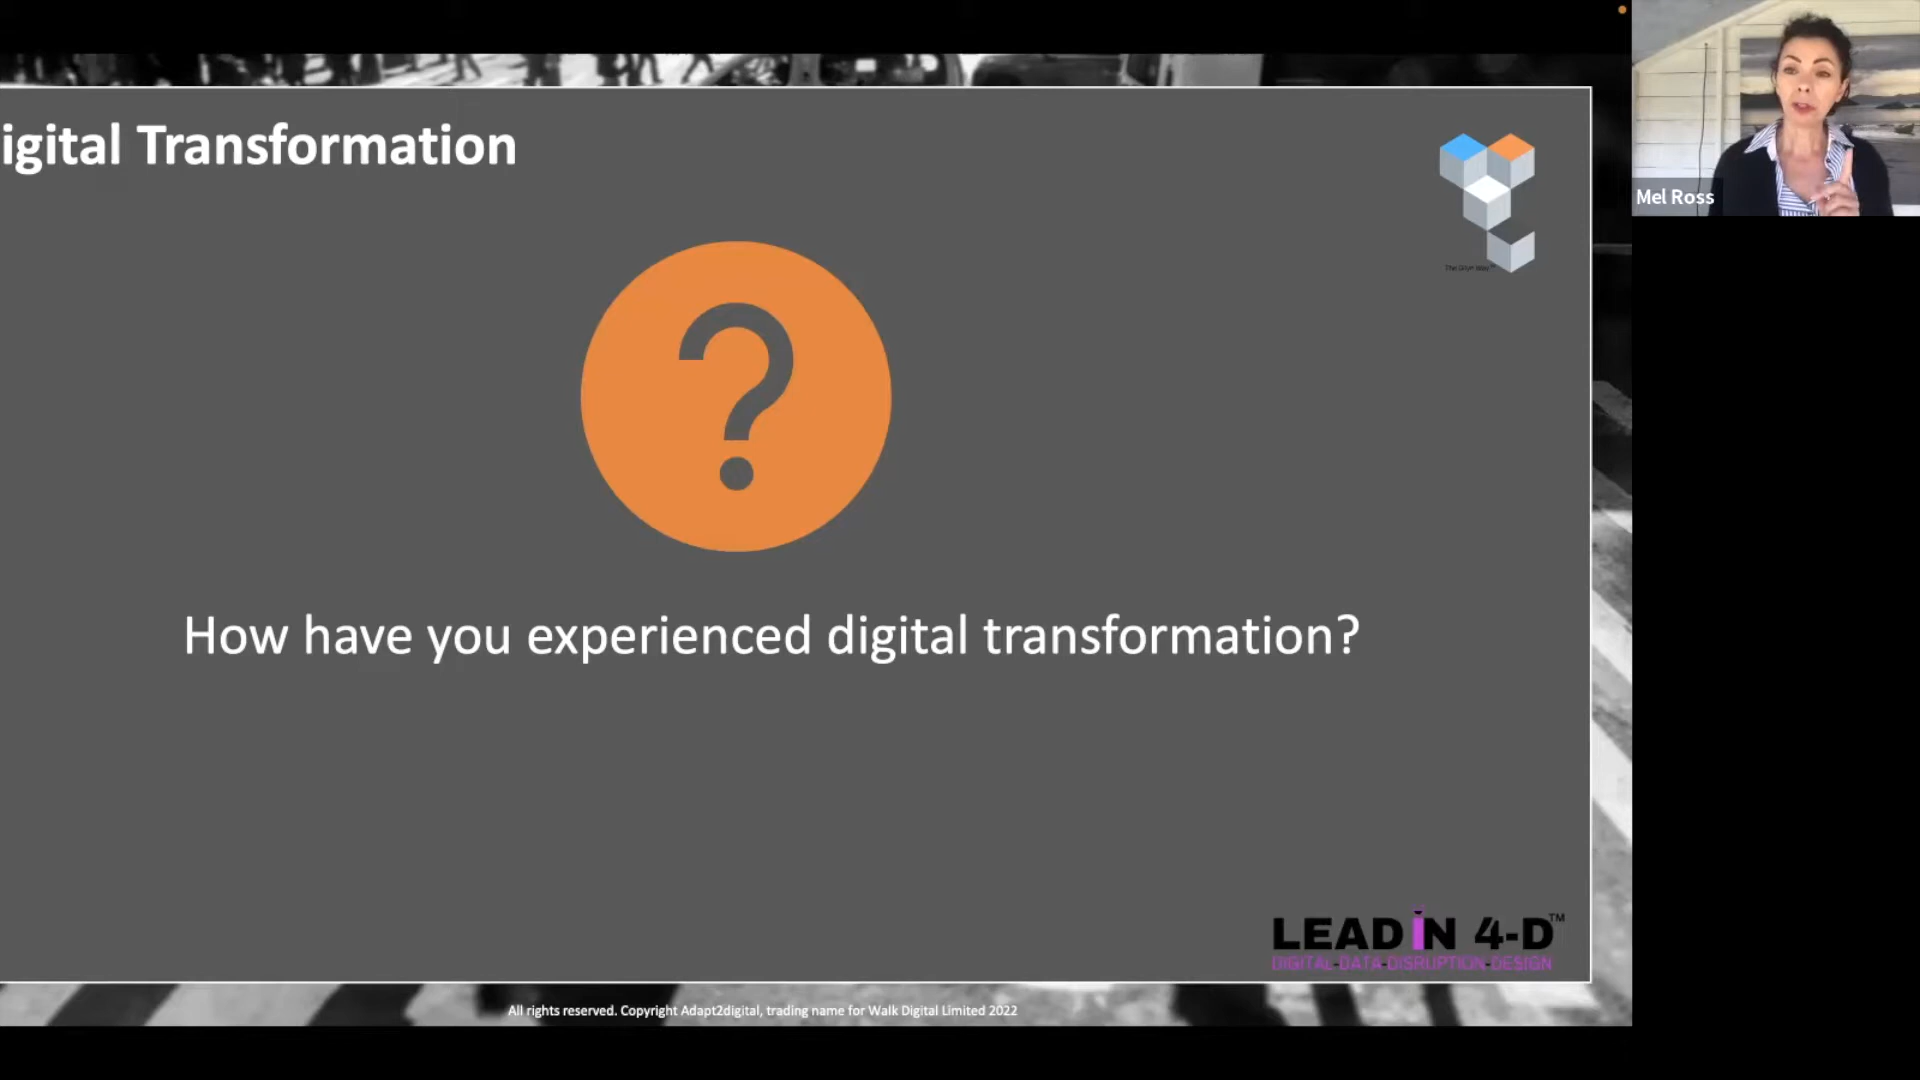 igital Transformation
Mel Ross
How have you experienced digital transformation?
LEAD iN 4-D™
DIGITAL-DATA-DISRUPTION-DESIGN
All rights reserved. Copyright Adapt2digital, trading name for Walk Digital Limited 2022